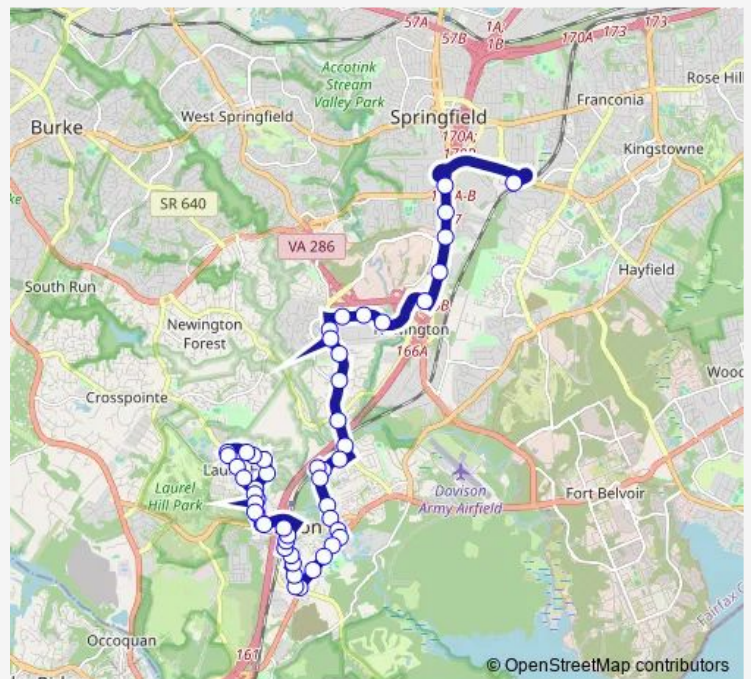 57A
57B
1A;
1B
170A
173
173
Accotink
Stream
Valley Park
Rose Hill
Franconia
West Springfield
Springfield
Burke
170A;
Kingstowne
SR 640
VA 286
Hayfield
South Run
Newington
Forest
166A
Crosspointe
Laurel
Hill Park
Davison
Army Airfield
Fort Belvoir
Occoquan
161
© OpenStreetMap contributors